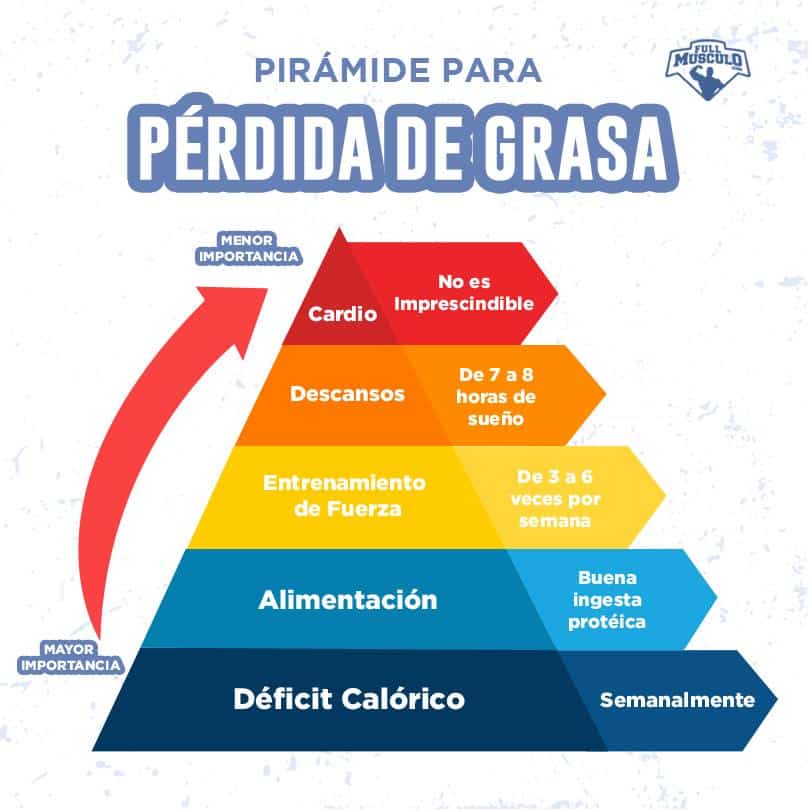 PIRÁMIDE PARA
PÉRDIDA DE GRASA
FULL
MUSCULO
MENOR
IMPORTANCIA
Cardio
No es
Imprescindible
Descansos
De 7 a 8
horas de
sueño
Entrenamiento
de Fuerza
De 3 a 6
veces por
semana
Alimentación
Buena
ingesta
protéica
MAYOR
IMPORTANCIA
Déficit Calórico
Semanalmente